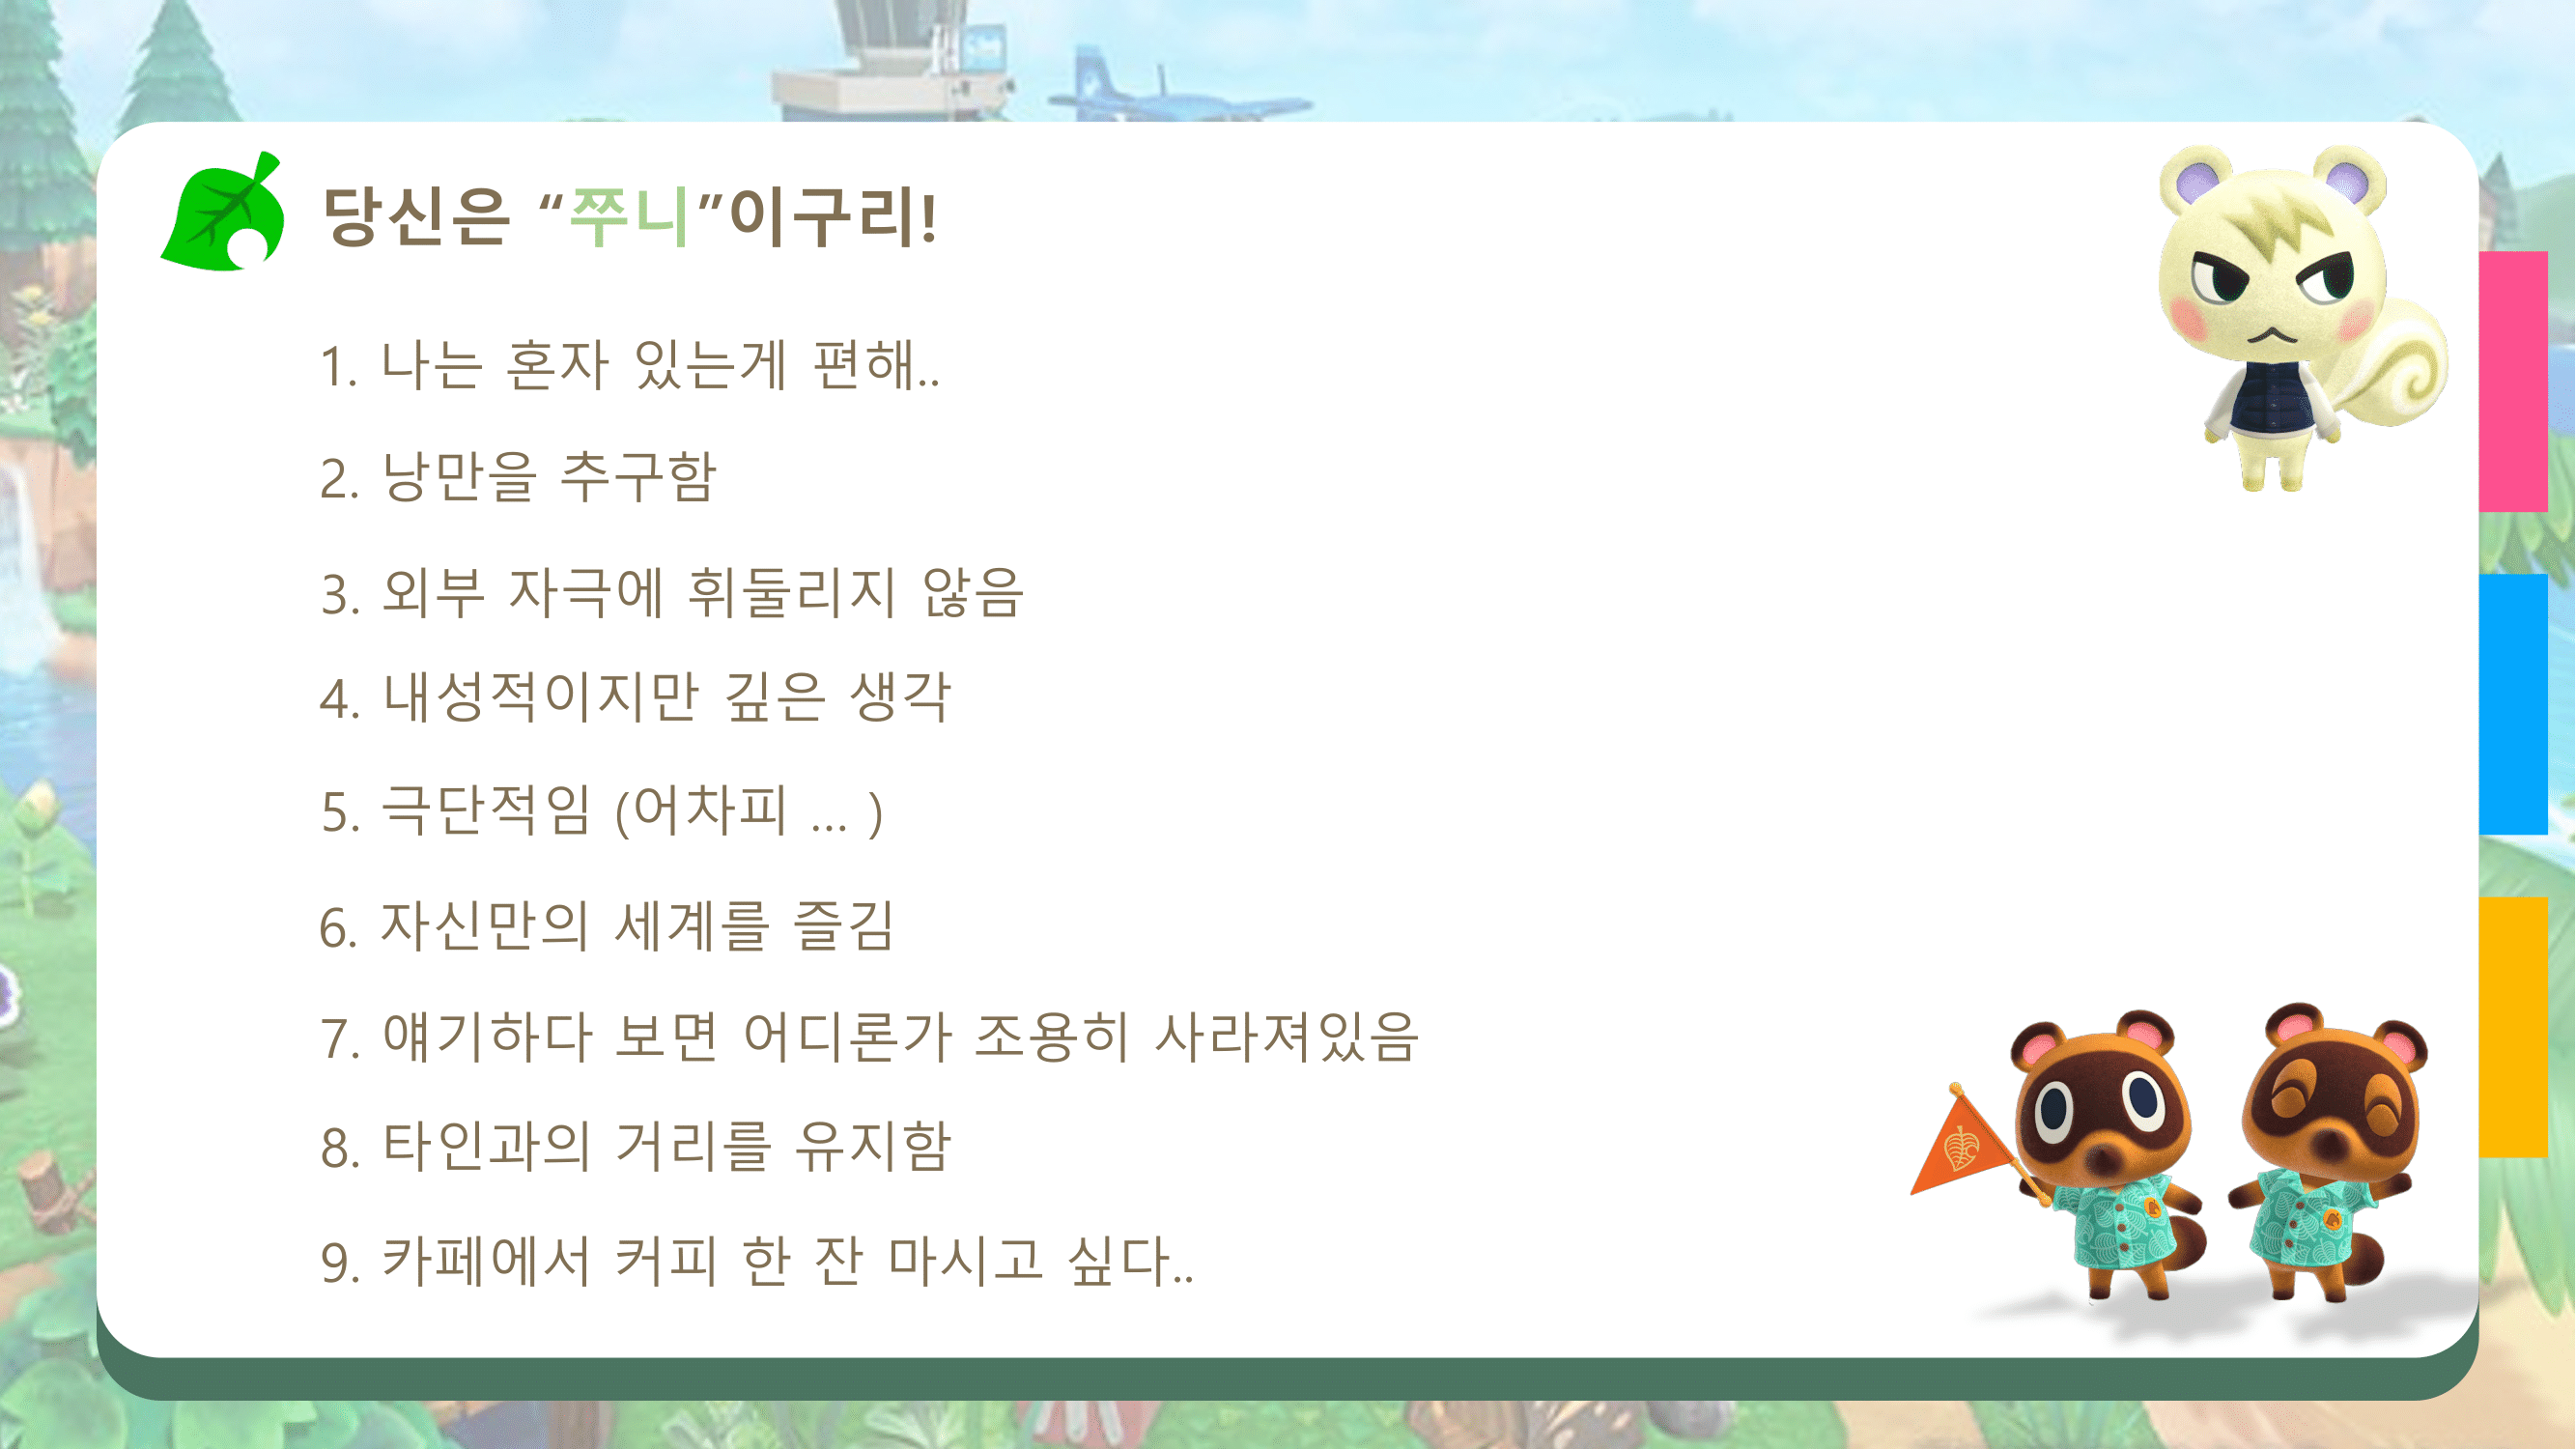 당신은 “쭈니”이구리!
1. 나는 혼자 있는게 편해..
2. 낭만을 추구함
3. 외부 자극에 휘둘리지 않음
4. 내성적이지만 깊은 생각
5. 극단적임 (어차피 ... )
6. 자신만의 세계를 즐김
7. 얘기하다 보면 어디론가 조용히 사라져있음
8. 타인과의 거리를 유지함
9. 카페에서 커피 한 잔 마시고 싶다..